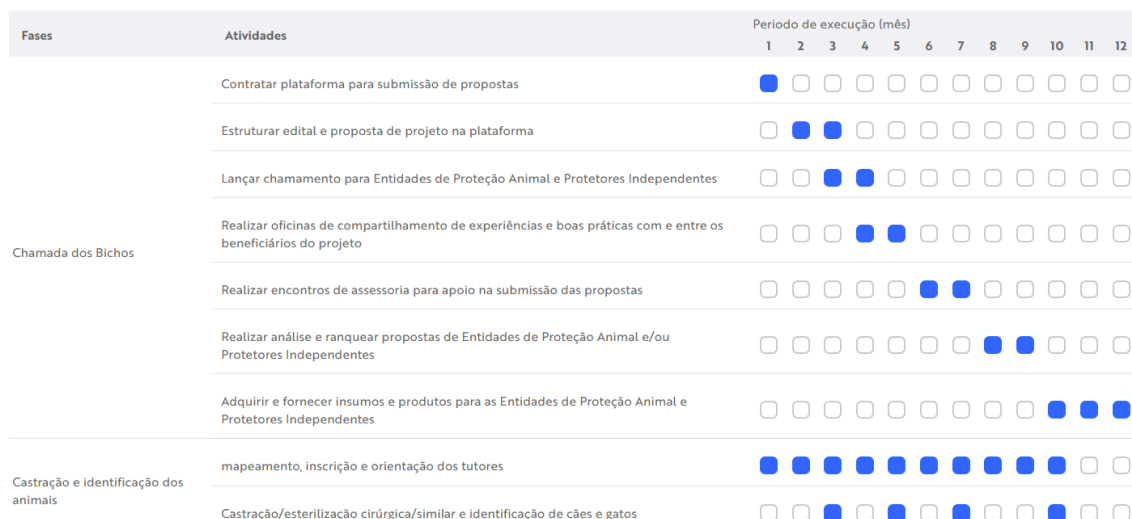 Fases
Atividades
Periodo de execução (mês)
1 2 3 4 5 6 7 8 9 10 11 12
Contratar plataforma para submissão de propostas
Estruturar edital e proposta de projeto na plataforma
Lançar chamamento para Entidades de Proteção Animal e Protetores Independentes
Realizar oficinas de compartilhamento de experiências e boas práticas com e entre os
beneficiários do projeto
Chamada dos Bichos
Realizar encontros de assessoria para apoio na submissão das propostas
Realizar análise e ranquear propostas de Entidades de Proteção Animal e/ou
Protetores Independentes
Adquirir e fornecer insumos e produtos para as Entidades de Proteção Animal e
Protetores Independentes
Castração e identificação dos
animais
mapeamento, inscrição e orientação dos tutores
Castração/esterilização cirúrgica/similar e identificação de cães e gatos